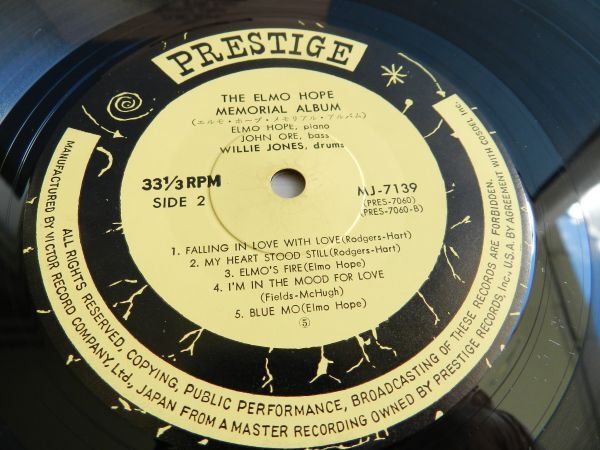 PRESTIGE
THE ELMO HOPE
MEMORIAL ALBUM
(エルモ・ホープ・メモリアル・アルバム)
ELMO HOPE, piano
JOHN ORE, bass
WILLIE JONES, drums
33 1/3 RPM
SIDE 2
MJ-7139
(PRES-7060)
(PRES-7060-B)
1. FALLING IN LOVE WITH LOVE(Rodgers-Hart)
2. MY HEART STOOD STILL(Rodgers-Hart)
3. ELMO'S FIRE(Elmo Hope)
4. I'M IN THE MOOD FOR LOVE
(Fields-McHugh)
5. BLUE MO(Elmo Hope)
⑤
ALL RIGHTS RESERVED, COPYING, PUBLIC PERFORMANCE, BROADCASTING OF THESE RECORDS ARE FORBIDDEN.
MANUFACTURED BY VICTOR RECORD COMPANY, Ltd., JAPAN FROM A MASTER RECORDING OWNED BY PRESTIGE RECORDS, Inc., U.S.A. BY AGREEMENT WITH COSDEL Inc.